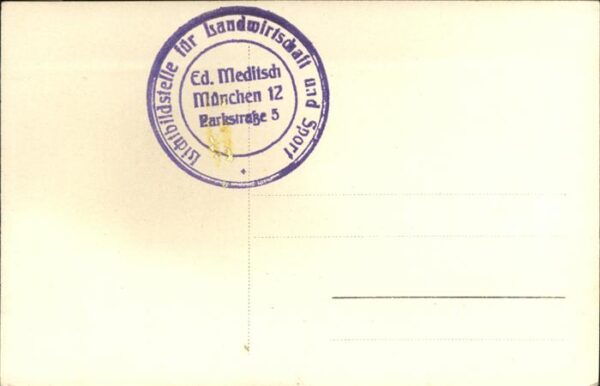 Lichtbildstelle für Landwirtschaft und Sport
Ed. Meditsch
München 12
Parkstraße 5